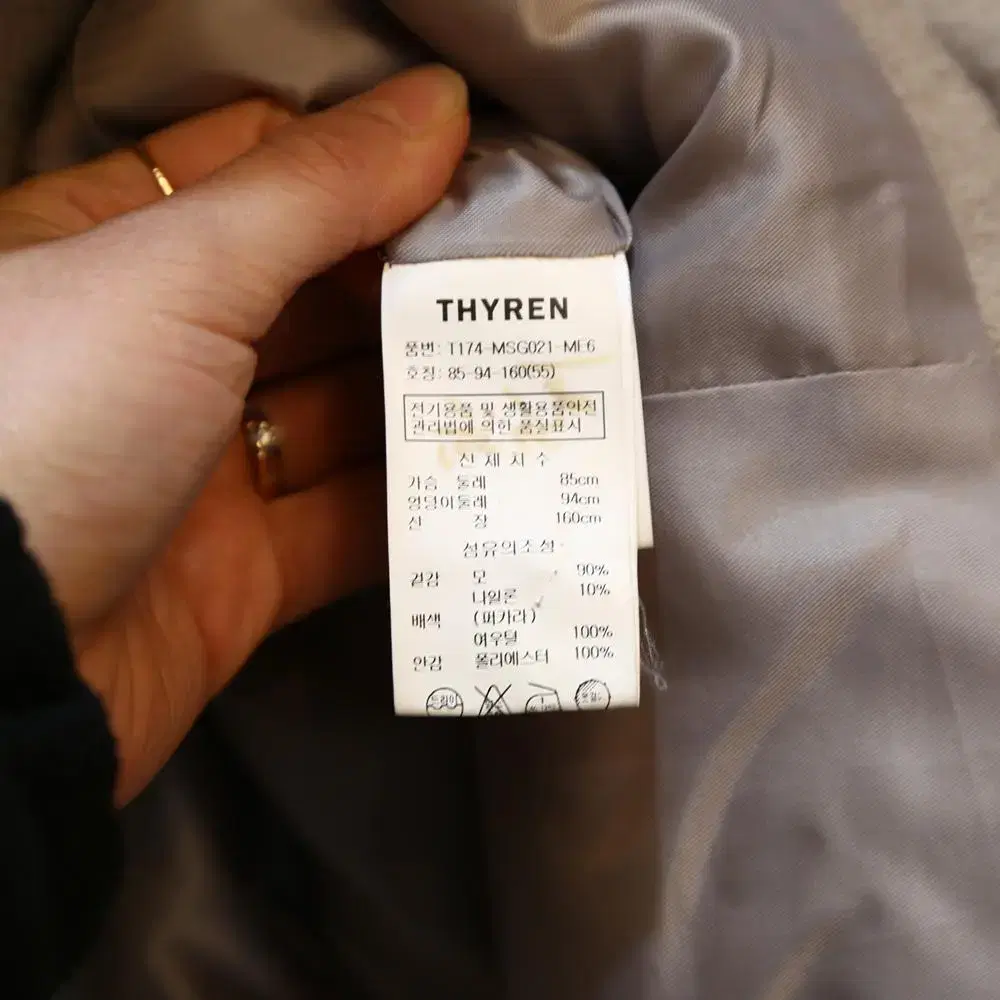 THYREN
품번: T174-MSG021-MF6
호칭: 85-94-160(55)
전기용품 및 생활용품안전
관리법에 의한 품질표시
신 체 치 수
가슴 둘레 85cm
엉덩이둘레 94cm
신 장 160cm
섬유의조성
겉감 모 90%
나일론 10%
배색 (퍼카라)
여우털 100%
안감 폴리에스터 100%
드라이